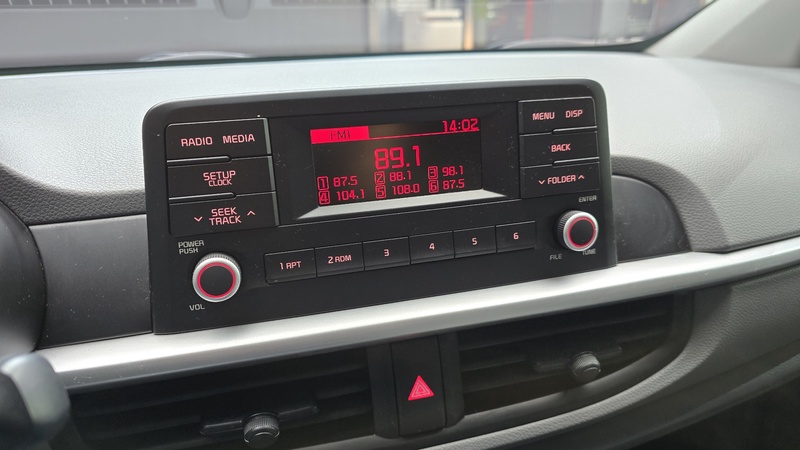 RADIO MEDIA
SETUP
CLOCK
SEEK
TRACK
POWER
PUSH
VOL
FM1 14:02
89.1
1 87.5 2 88.1 3 98.1
4 104.1 5 108.0 6 87.5
1 RPT 2 RDM 3 4 5 6
MENU DISP
BACK
FOLDER
ENTER
FILE TUNE